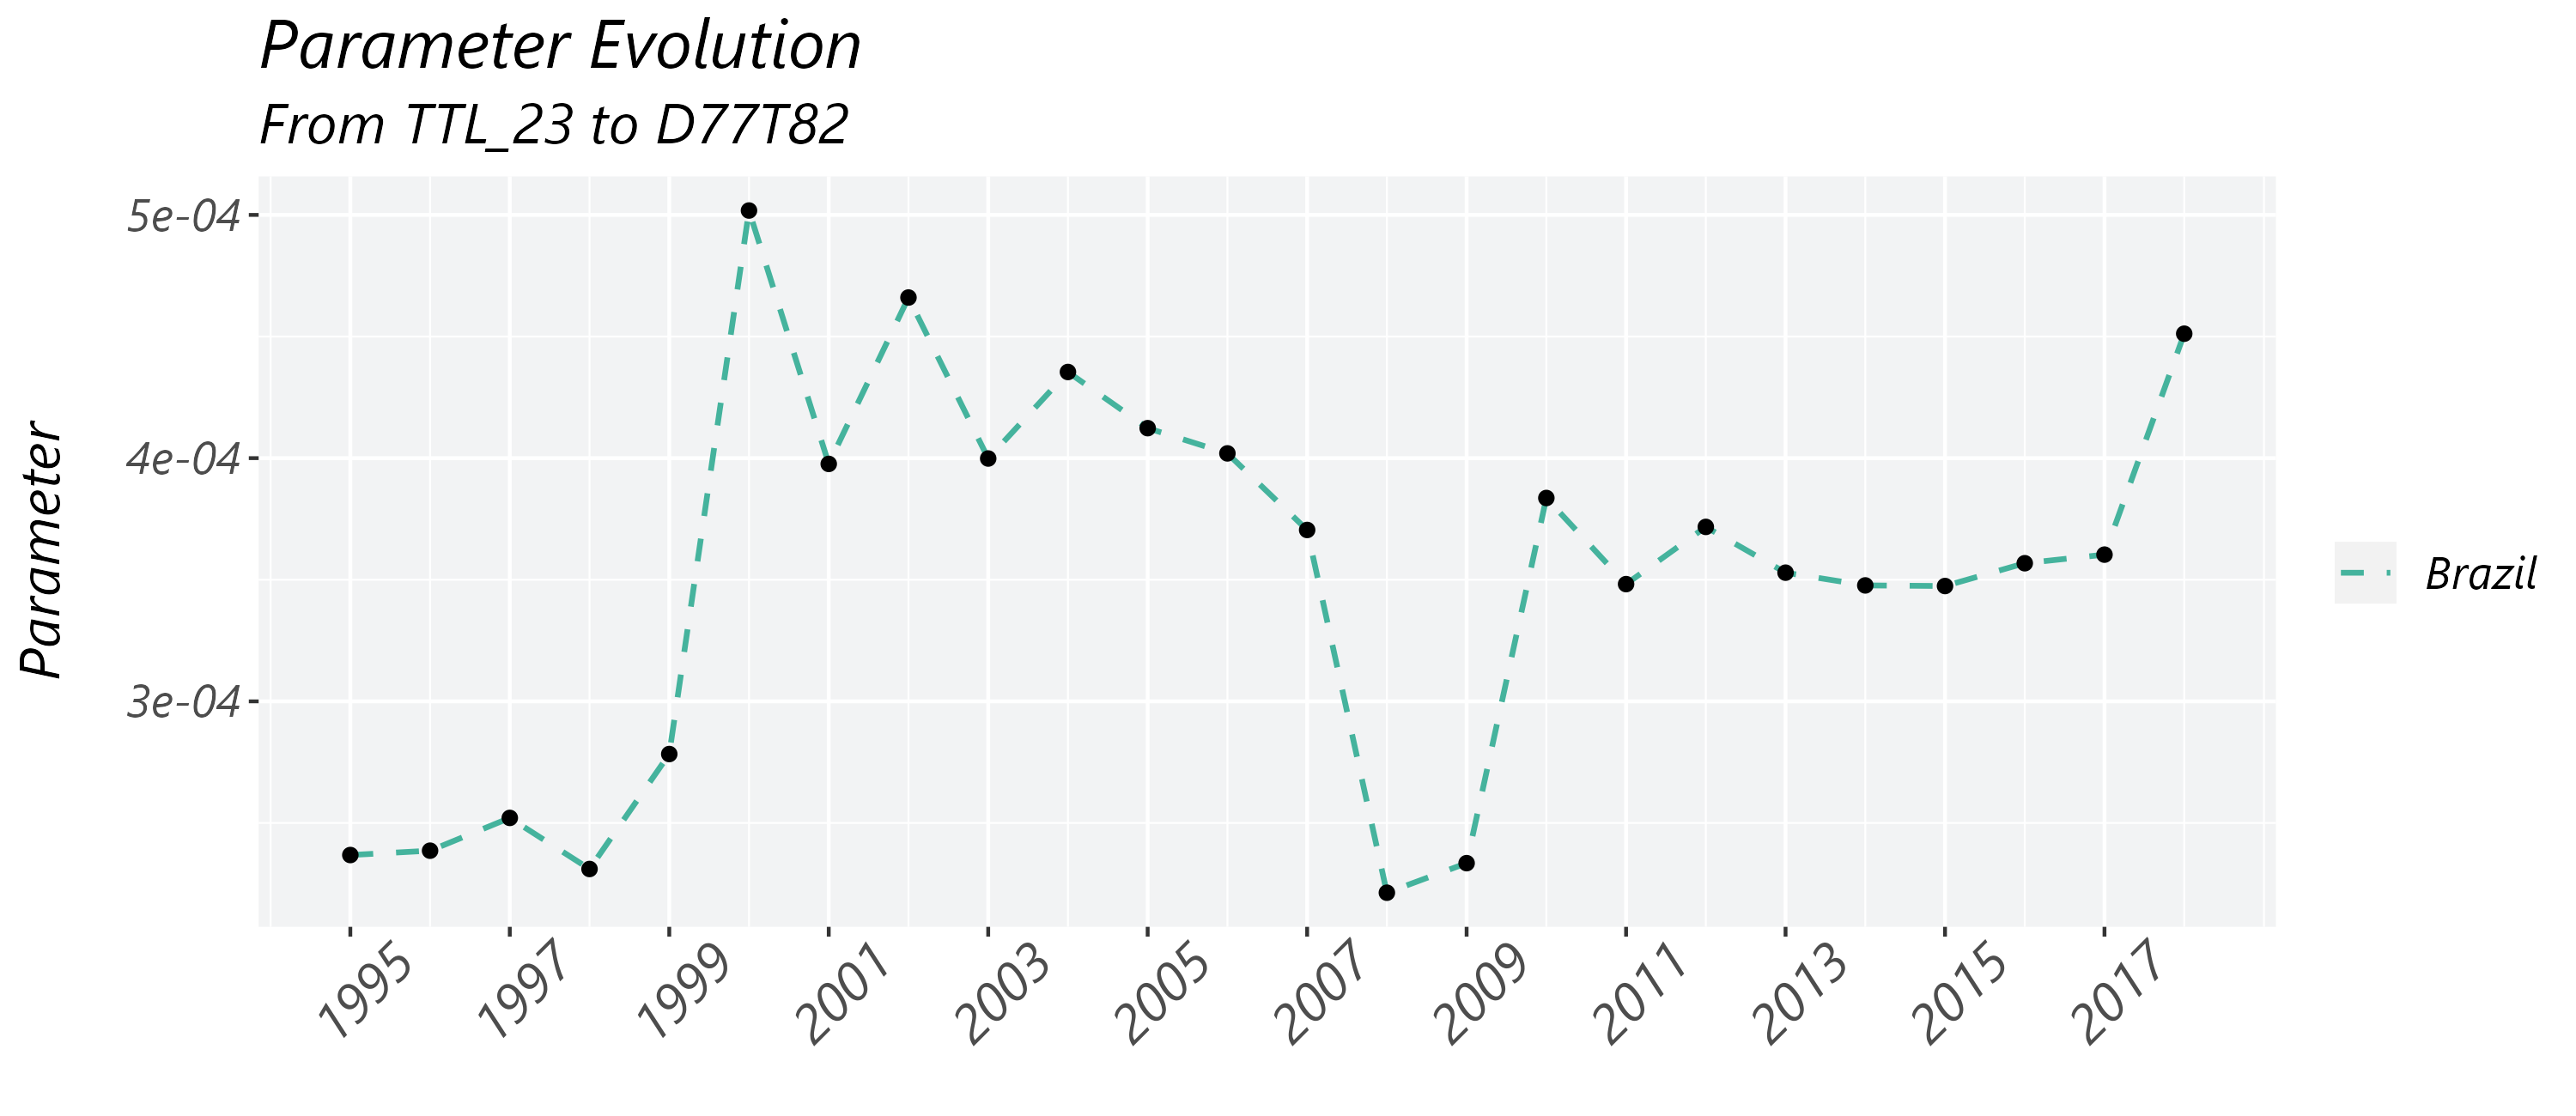 Parameter Evolution
From TTL_23 to D77T82
5e-04
4e-04
3e-04
Parameter
1995 1997 1999 2001 2003 2005 2007 2009 2011 2013 2015 2017
Brazil